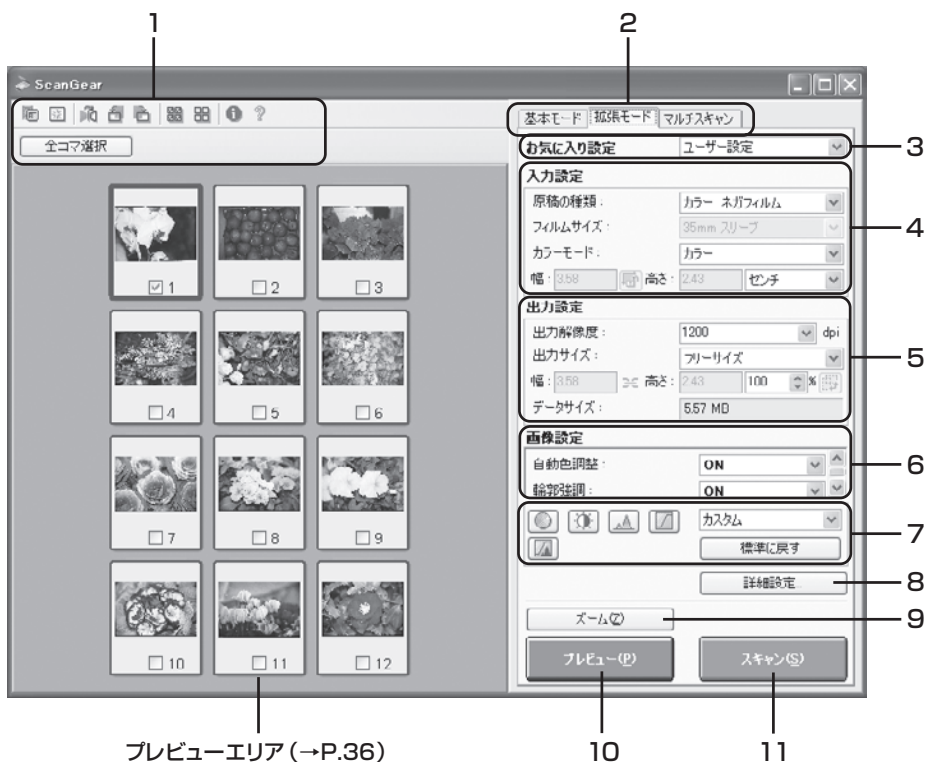 1
2
ScanGear
基本モード 拡張モード マルチスキャン
全コマ選択
お気に入り設定 ユーザー設定
3
入力設定
原稿の種類: カラー ネガフィルム
フィルムサイズ: 35mm スリーブ
4
カラーモード: カラー
幅: 3.58 高さ: 2.43 センチ
出力設定
出力解像度: 1200 dpi
出力サイズ: フリーサイズ
5
幅: 3.58 高さ: 2.43 100 %
データサイズ: 5.57 MB
画像設定
自動色調整: ON
6
輪郭強調: ON
カスタム
7
標準に戻す
詳細設定...
8
ズーム(Z)
9
プレビュー(P) スキャン(S)
1 2 3
4 5 6
7 8 9
10 11 12
プレビューエリア(→P.36)
10
11